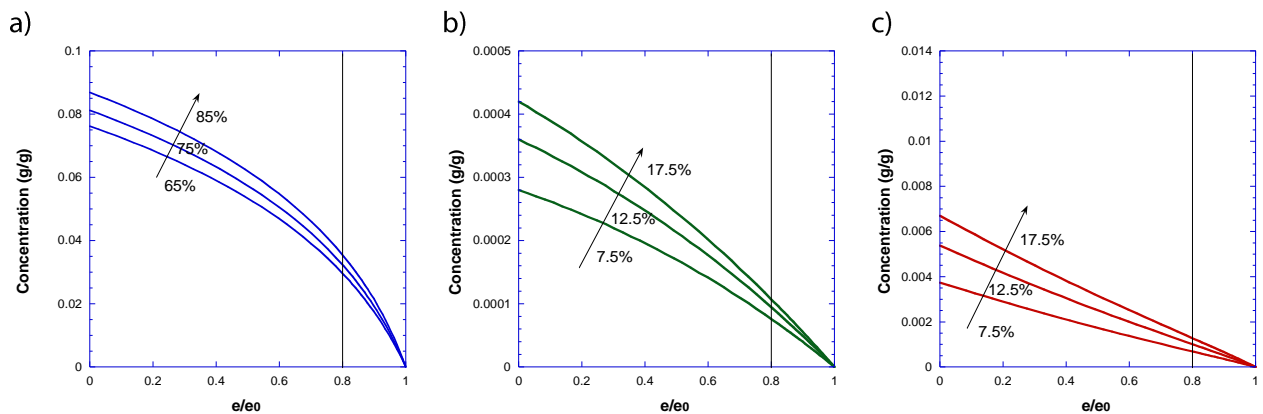 a)
0.1
0.08
0.06
0.04
0.02
0
Concentration (g/g)
85%
75%
65%
0 0.2 0.4 0.6 0.8 1
e/e0
b)
0.0005
0.0004
0.0003
0.0002
0.0001
0
Concentration (g/g)
17.5%
12.5%
7.5%
0 0.2 0.4 0.6 0.8 1
e/e0
c)
0.014
0.012
0.01
0.008
0.006
0.004
0.002
0
Concentration (g/g)
17.5%
12.5%
7.5%
0 0.2 0.4 0.6 0.8 1
e/e0